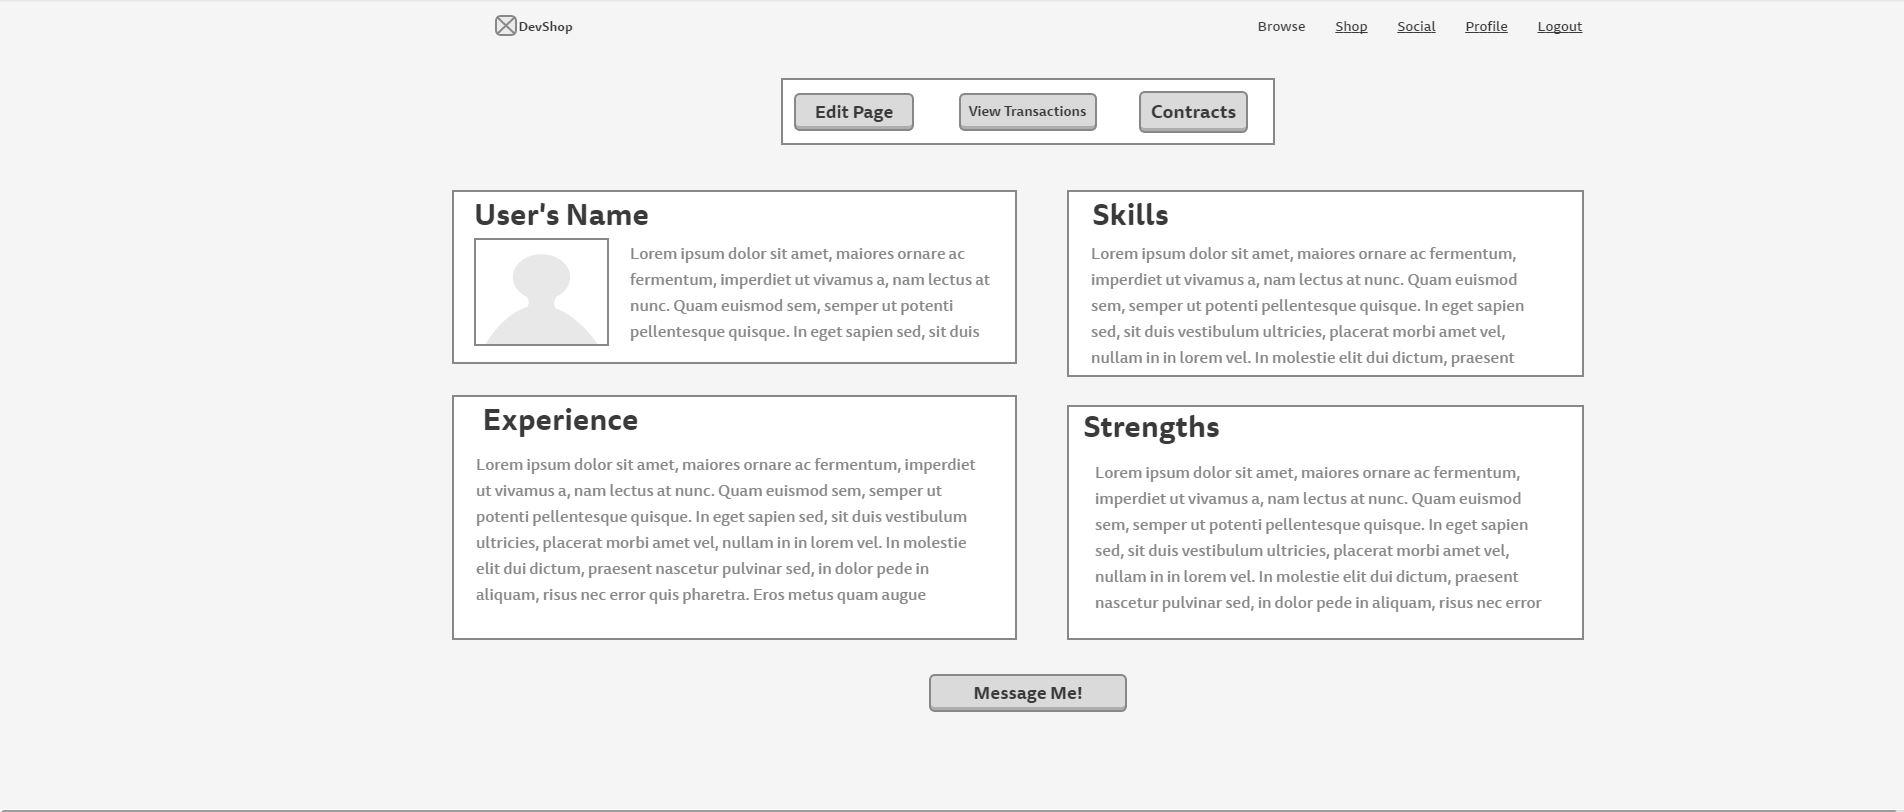 DevShop
Browse Shop Social Profile Logout
Edit Page View Transactions Contracts
User's Name
Lorem ipsum dolor sit amet, maiores ornare ac
fermentum, imperdiet ut vivamus a, nam lectus at
nunc. Quam euismod sem, semper ut potenti
pellentesque quisque. In eget sapien sed, sit duis
Skills
Lorem ipsum dolor sit amet, maiores ornare ac fermentum,
imperdiet ut vivamus a, nam lectus at nunc. Quam euismod
sem, semper ut potenti pellentesque quisque. In eget sapien
sed, sit duis vestibulum ultricies, placerat morbi amet vel,
nullam in in lorem vel. In molestie elit dui dictum, praesent
Experience
Lorem ipsum dolor sit amet, maiores ornare ac fermentum, imperdiet
ut vivamus a, nam lectus at nunc. Quam euismod sem, semper ut
potenti pellentesque quisque. In eget sapien sed, sit duis vestibulum
ultricies, placerat morbi amet vel, nullam in in lorem vel. In molestie
elit dui dictum, praesent nascetur pulvinar sed, in dolor pede in
aliquam, risus nec error quis pharetra. Eros metus quam augue
Strengths
Lorem ipsum dolor sit amet, maiores ornare ac fermentum,
imperdiet ut vivamus a, nam lectus at nunc. Quam euismod
sem, semper ut potenti pellentesque quisque. In eget sapien
sed, sit duis vestibulum ultricies, placerat morbi amet vel,
nullam in in lorem vel. In molestie elit dui dictum, praesent
nascetur pulvinar sed, in dolor pede in aliquam, risus nec error
Message Me!